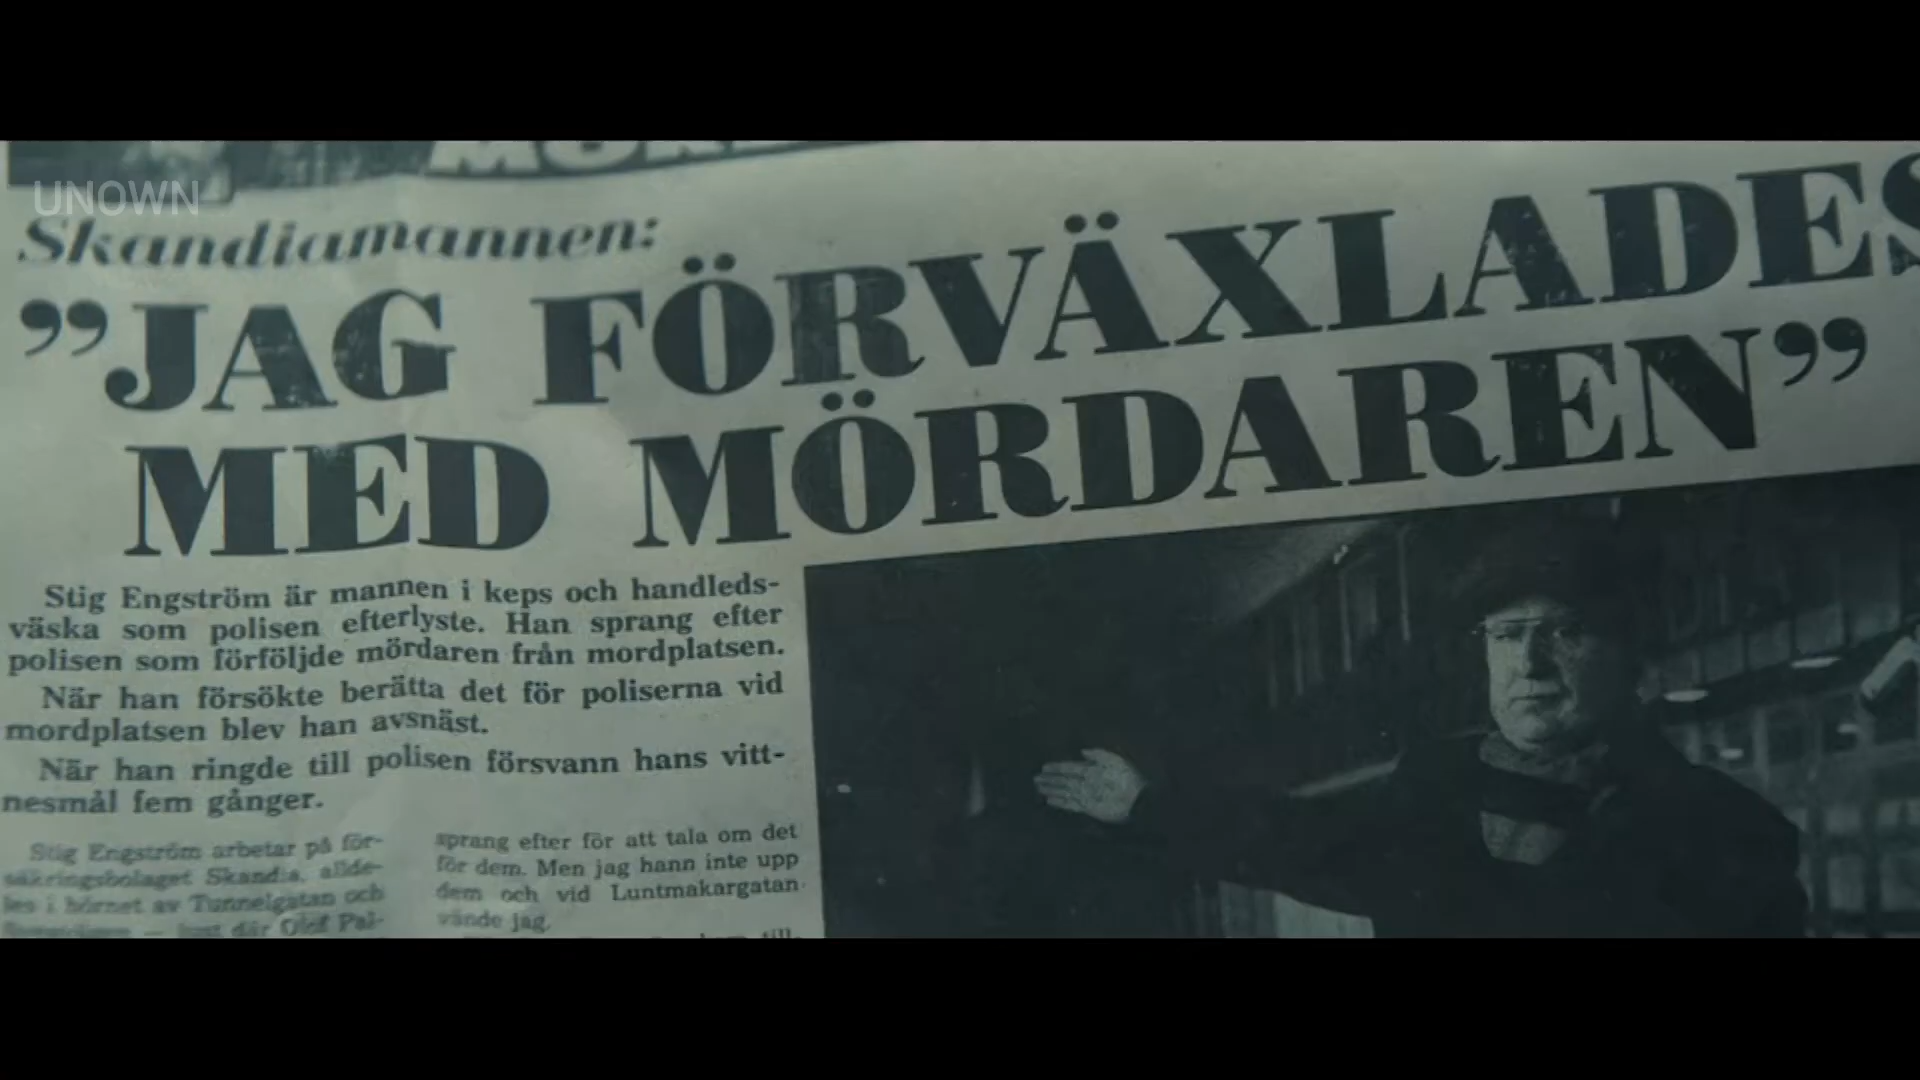 UNOWN
Skandiamannen:
”JAG FÖRVÄXLADES
MED MÖRDAREN”
Stig Engström är mannen i keps och handleds-
väska som polisen efterlyste. Han sprang efter
polisen som förföljde mördaren från mordplatsen.
När han försökte berätta det för poliserna vid
mordplatsen blev han avsnäst.
När han ringde till polisen försvann hans vitt-
nesmål fem gånger.
Stig Engström arbetar på för-
säkringsbolaget Skandia, allde-
les i hörnet av Tunnelgatan och
— just där Olof Pal-
sprang efter för att tala om det
för dem. Men jag hann inte upp
dem och vid Luntmakargatan
vände jag.